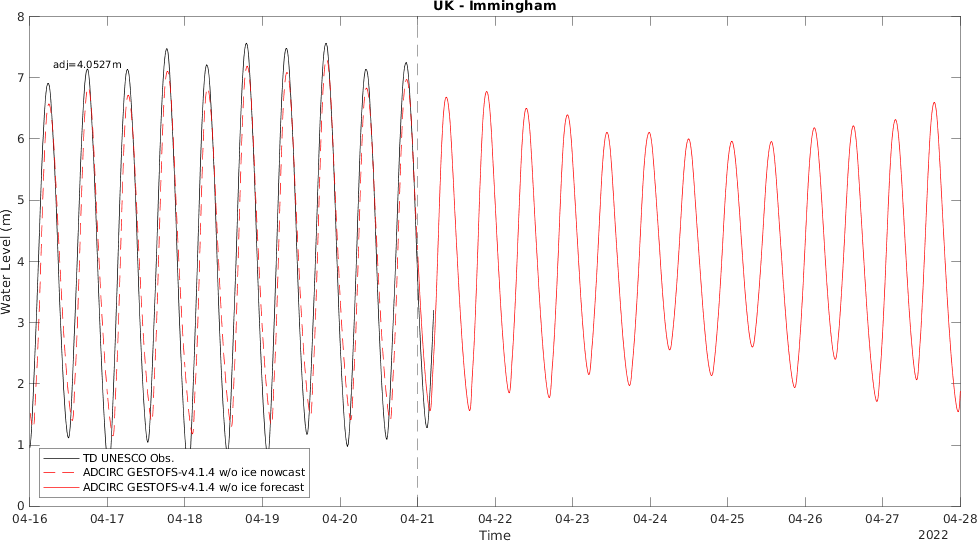 UK - Immingham
adj=4.0527m
8
7
6
5
4
3
2
1
0
Water Level (m)
TD UNESCO Obs.
ADCIRC GESTOFS-v4.1.4 w/o ice nowcast
ADCIRC GESTOFS-v4.1.4 w/o ice forecast
04-16 04-17 04-18 04-19 04-20 04-21 04-22 04-23 04-24 04-25 04-26 04-27 04-28
Time
2022